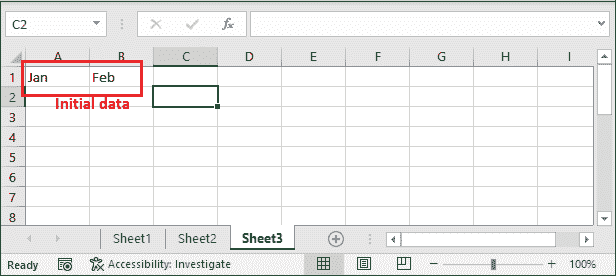 C2 fx
A B C D E F G H I
1 Jan Feb
2 Initial data
3
4
5
6
7
8
Sheet1 Sheet2 Sheet3
Ready Accessibility: Investigate 100%